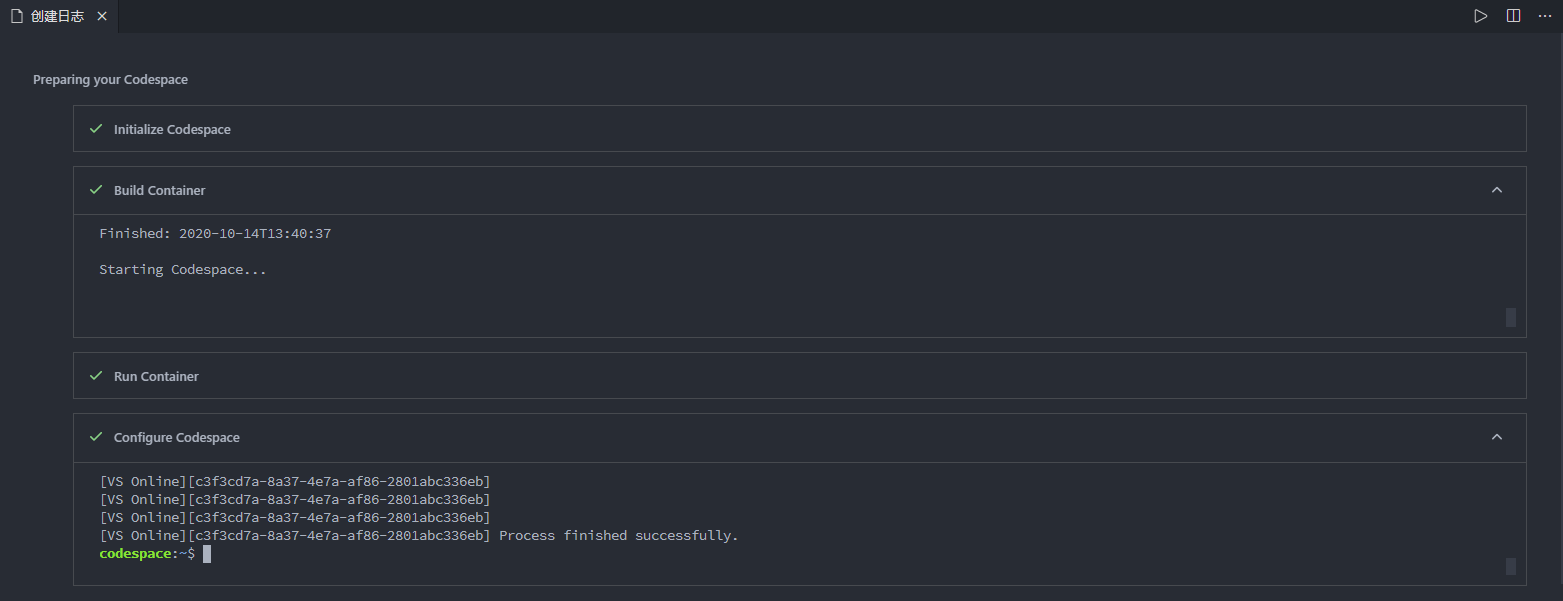 创建日志
Preparing your Codespace
Initialize Codespace
Build Container
Finished: 2020-10-14T13:40:37
Starting Codespace...
Run Container
Configure Codespace
[VS Online][c3f3cd7a-8a37-4e7a-af86-2801abc336eb]
[VS Online][c3f3cd7a-8a37-4e7a-af86-2801abc336eb]
[VS Online][c3f3cd7a-8a37-4e7a-af86-2801abc336eb]
[VS Online][c3f3cd7a-8a37-4e7a-af86-2801abc336eb] Process finished successfully.
codespace:~$